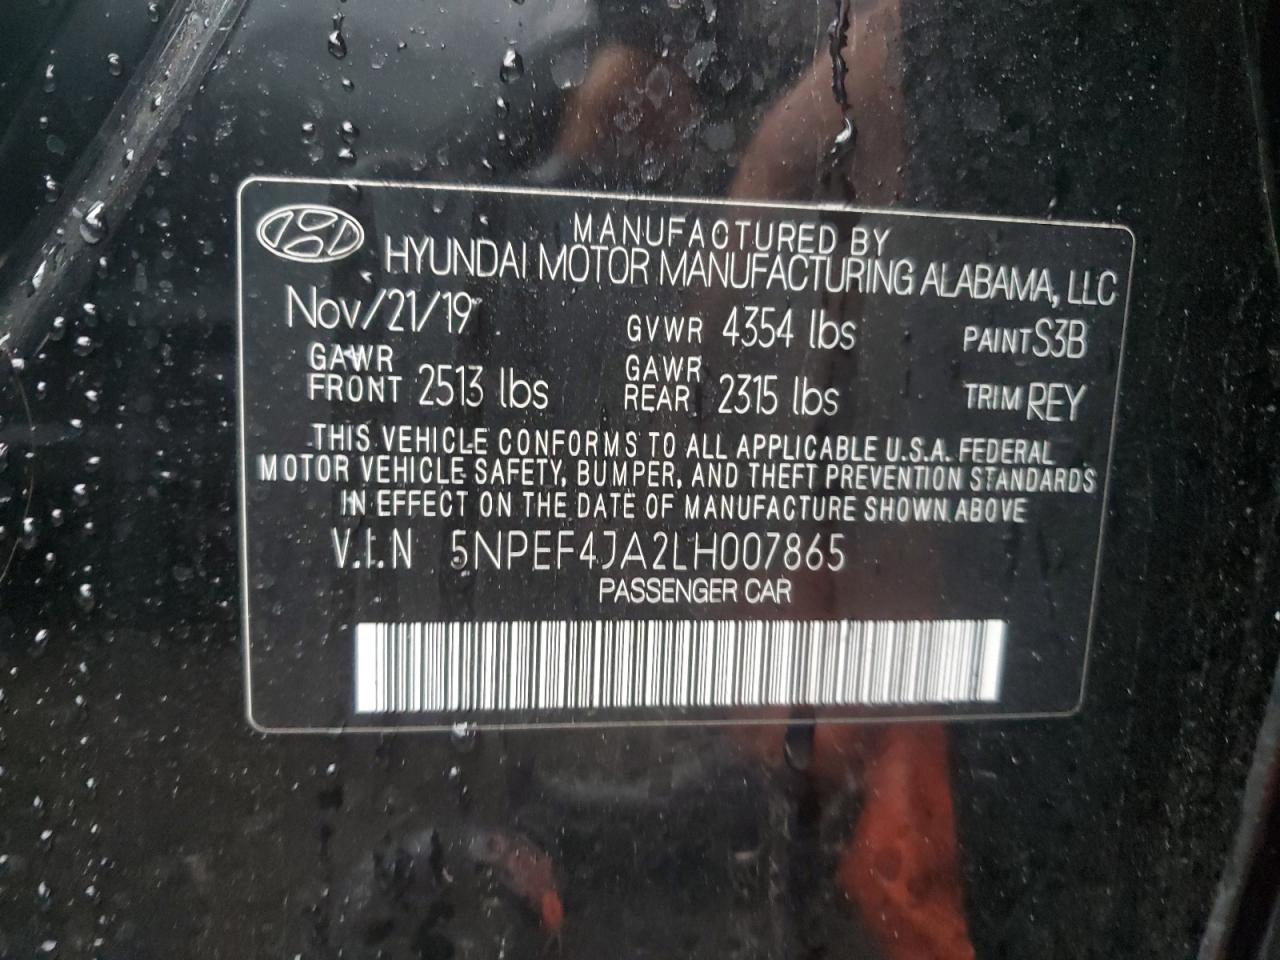 MANUFACTURED BY
HYUNDAI MOTOR MANUFACTURING ALABAMA, LLC
Nov/21/19 GVWR 4354 lbs PAINT S3B
GAWR FRONT 2513 lbs GAWR REAR 2315 lbs TRIM REY
THIS VEHICLE CONFORMS TO ALL APPLICABLE U.S.A. FEDERAL
MOTOR VEHICLE SAFETY, BUMPER, AND THEFT PREVENTION STANDARDS
IN EFFECT ON THE DATE OF MANUFACTURE SHOWN ABOVE
V.I.N 5NPEF4JA2LH007865
PASSENGER CAR